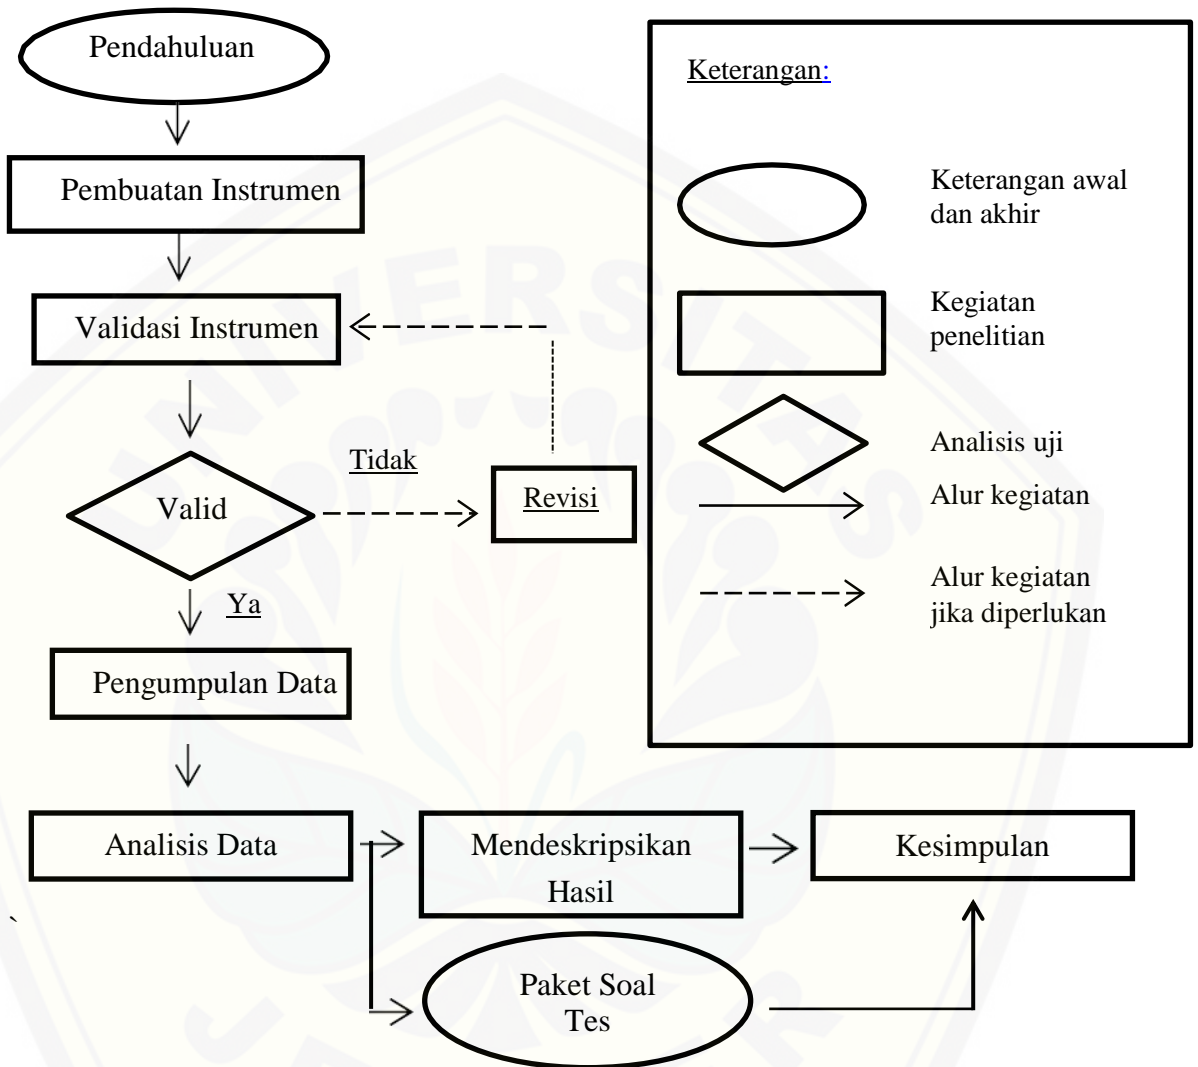 Pendahuluan
Pembuatan Instrumen
Validasi Instrumen
Valid
Tidak
Revisi
Ya
Pengumpulan Data
Analisis Data
Mendeskripsikan
Hasil
Kesimpulan
`
Paket Soal
Tes
Keterangan:
Keterangan awal
dan akhir
Kegiatan
penelitian
Analisis uji
Alur kegiatan
Alur kegiatan
jika diperlukan
UNIVERSITAS